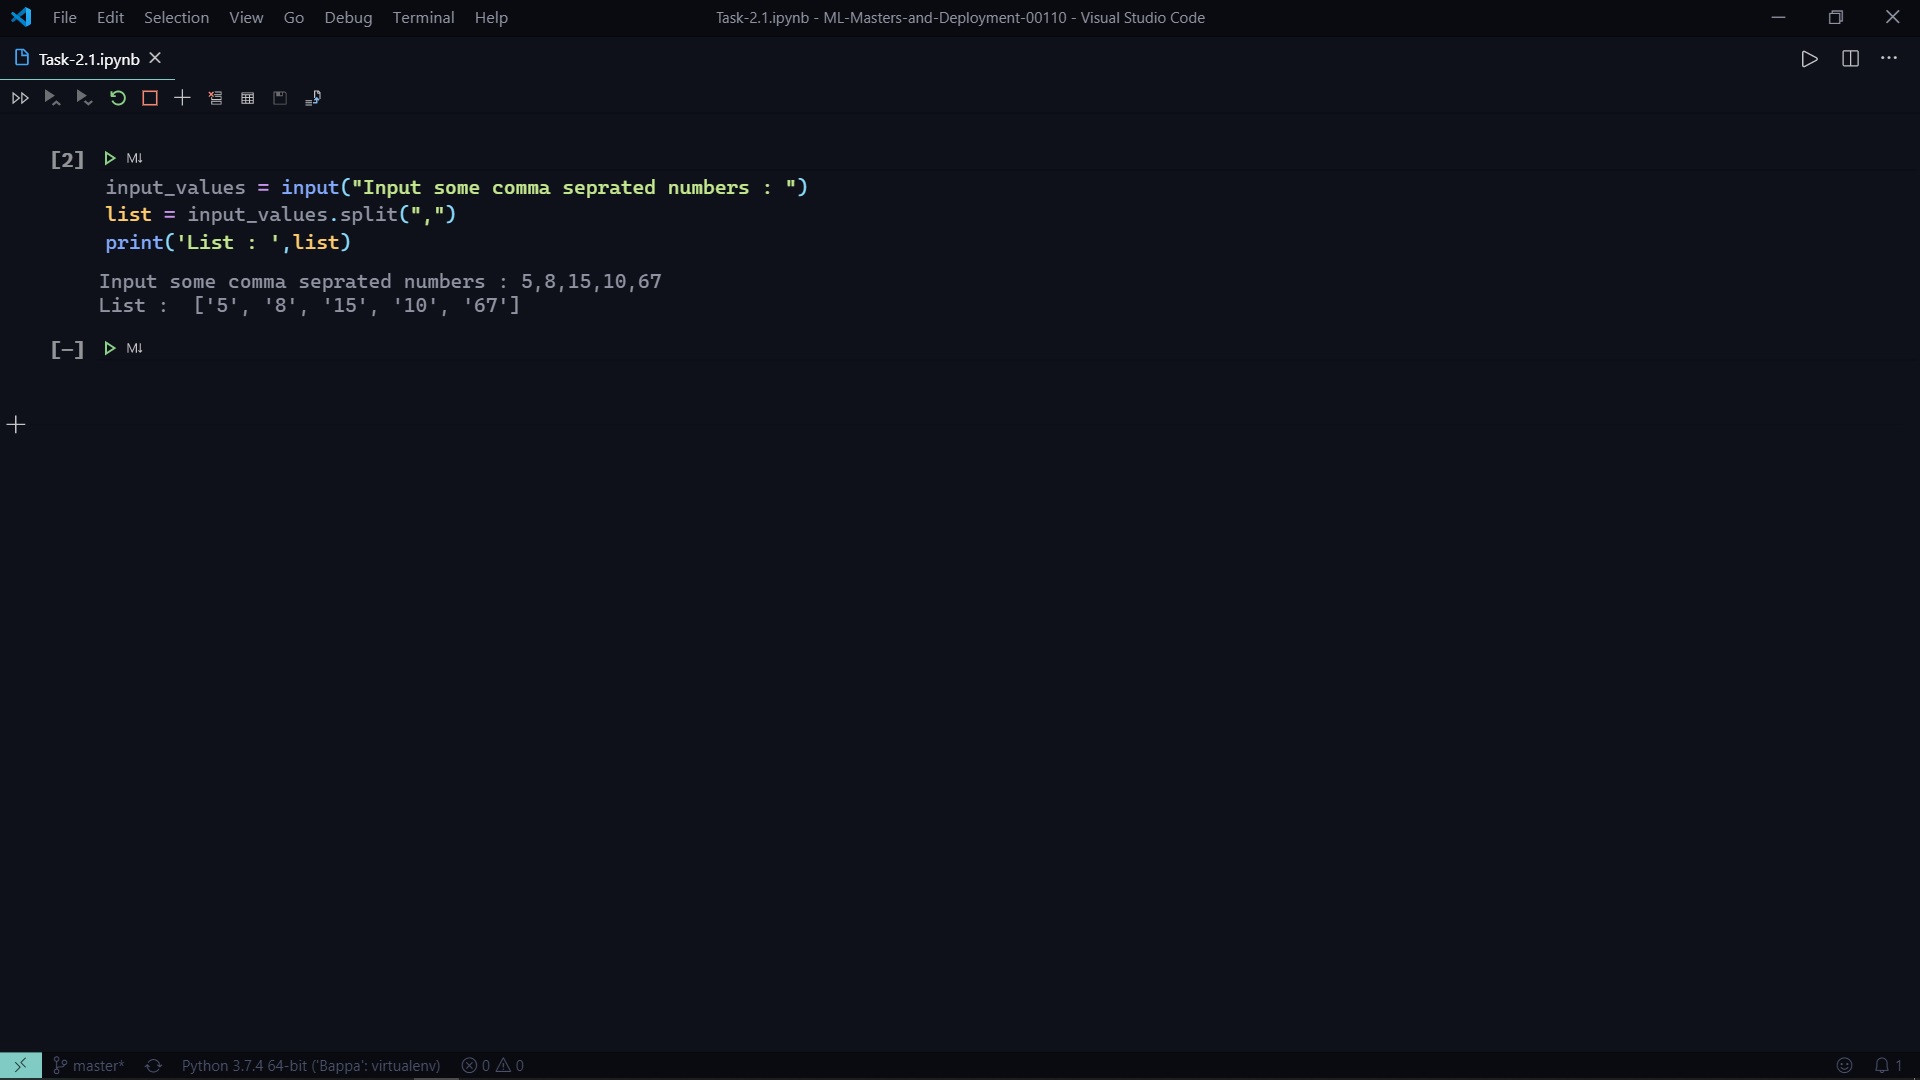 File Edit Selection View Go Debug Terminal Help
Task-2.1.ipynb - ML-Masters-and-Deployment-00110 - Visual Studio Code
Task-2.1.ipynb
[2] M↓
input_values = input("Input some comma seprated numbers : ")
list = input_values.split(",")
print('List : ',list)
Input some comma seprated numbers : 5,8,15,10,67
List :  ['5', '8', '15', '10', '67']
[-] M↓
master* Python 3.7.4 64-bit ('Bappa': virtualenv) 0 0 1